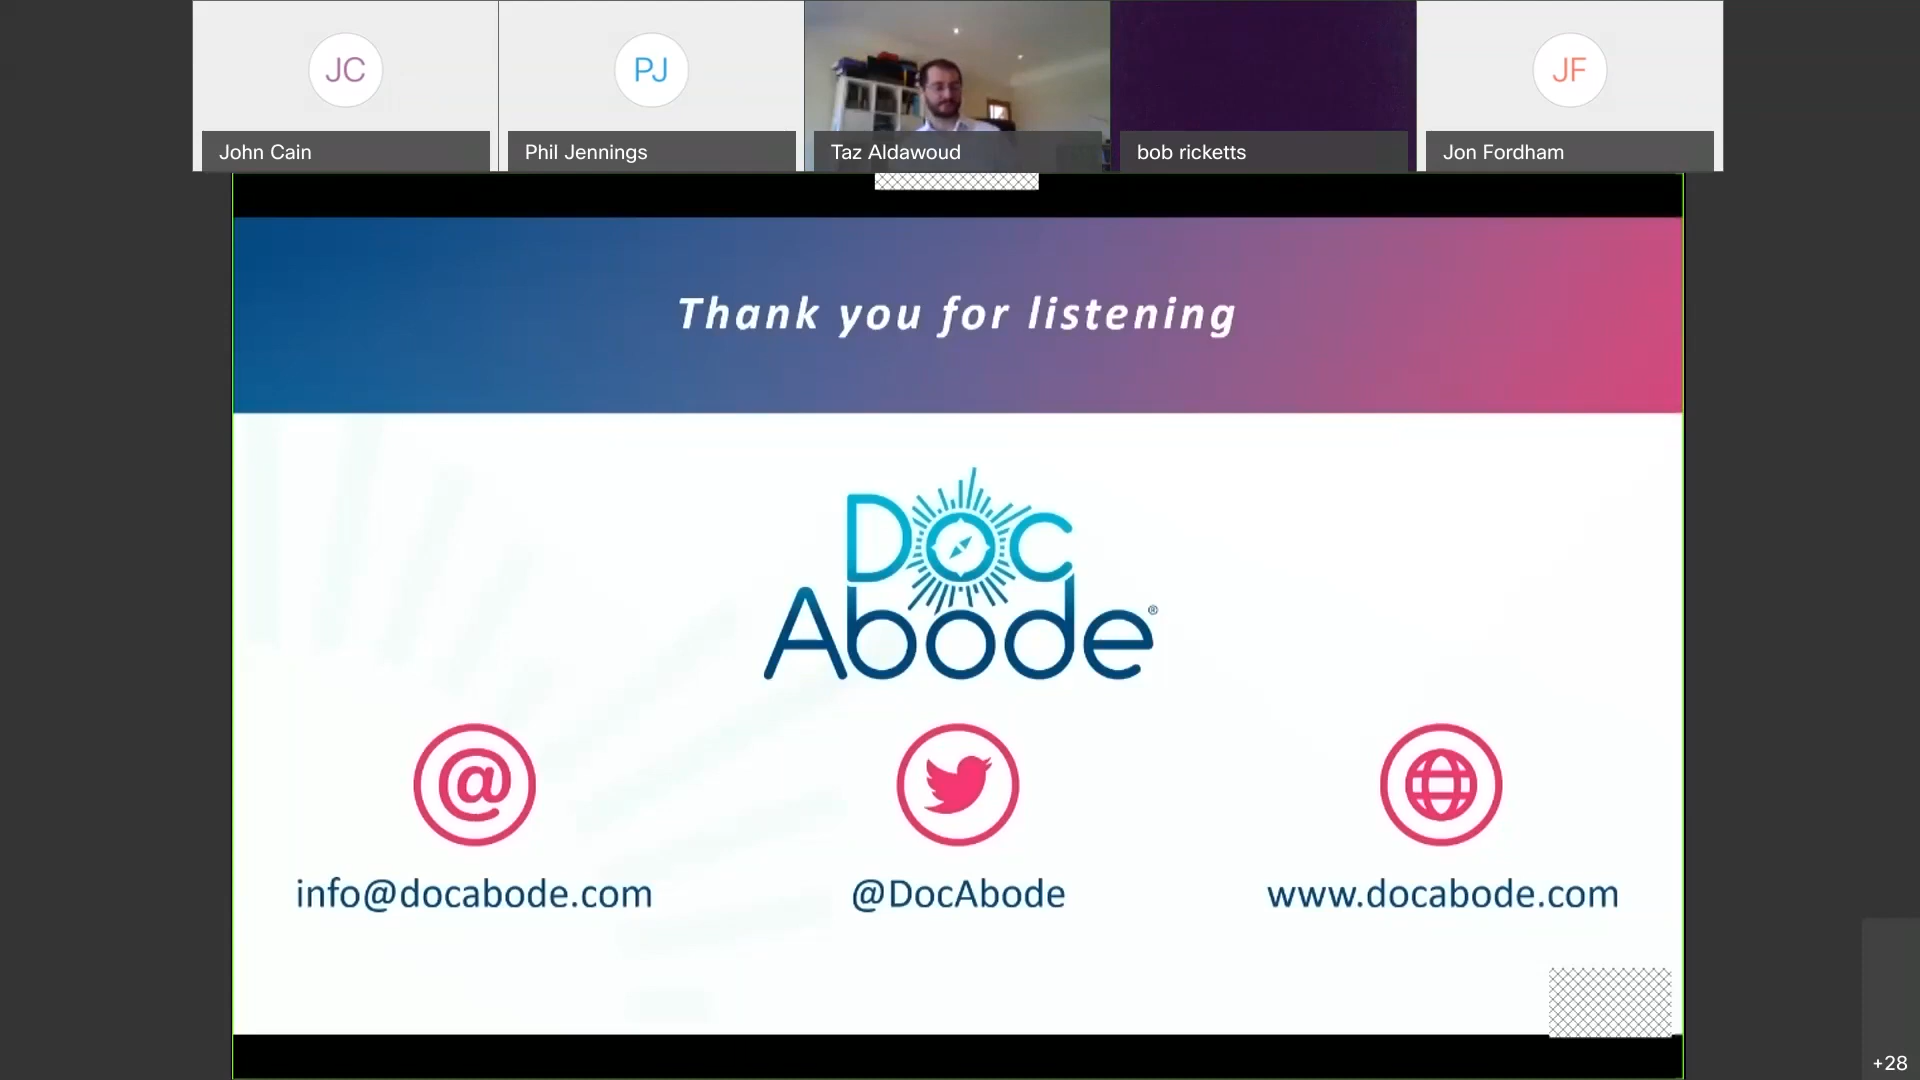 JC
PJ
JF
John Cain
Phil Jennings
Taz Aldawoud
bob ricketts
Jon Fordham
Thank you for listening
Doc
Abode®
@
info@docabode.com
@DocAbode
www.docabode.com
+28